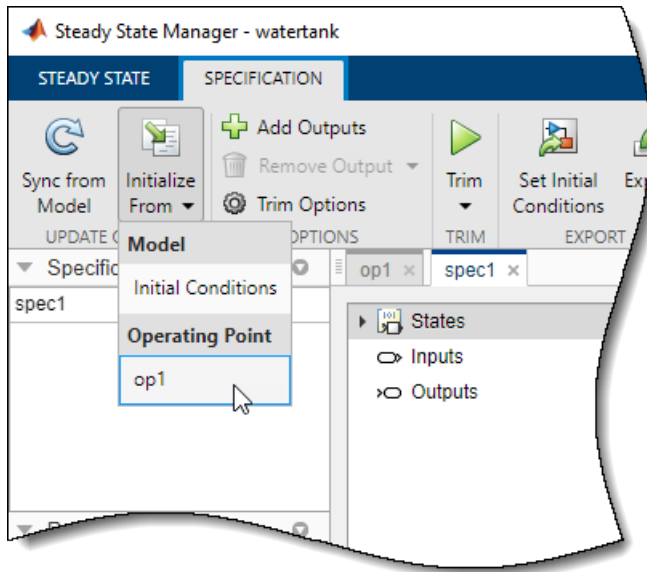 Steady State Manager - watertank
STEADY STATE
SPECIFICATION
Sync from
Model
Initialize
From
Add Outputs
Remove Output
Trim Options
Trim
Set Initial
Conditions
UPDATE
TRIM
EXPORT
Model
Initial Conditions
Operating Point
op1
spec1
op1
spec1
States
Inputs
Outputs